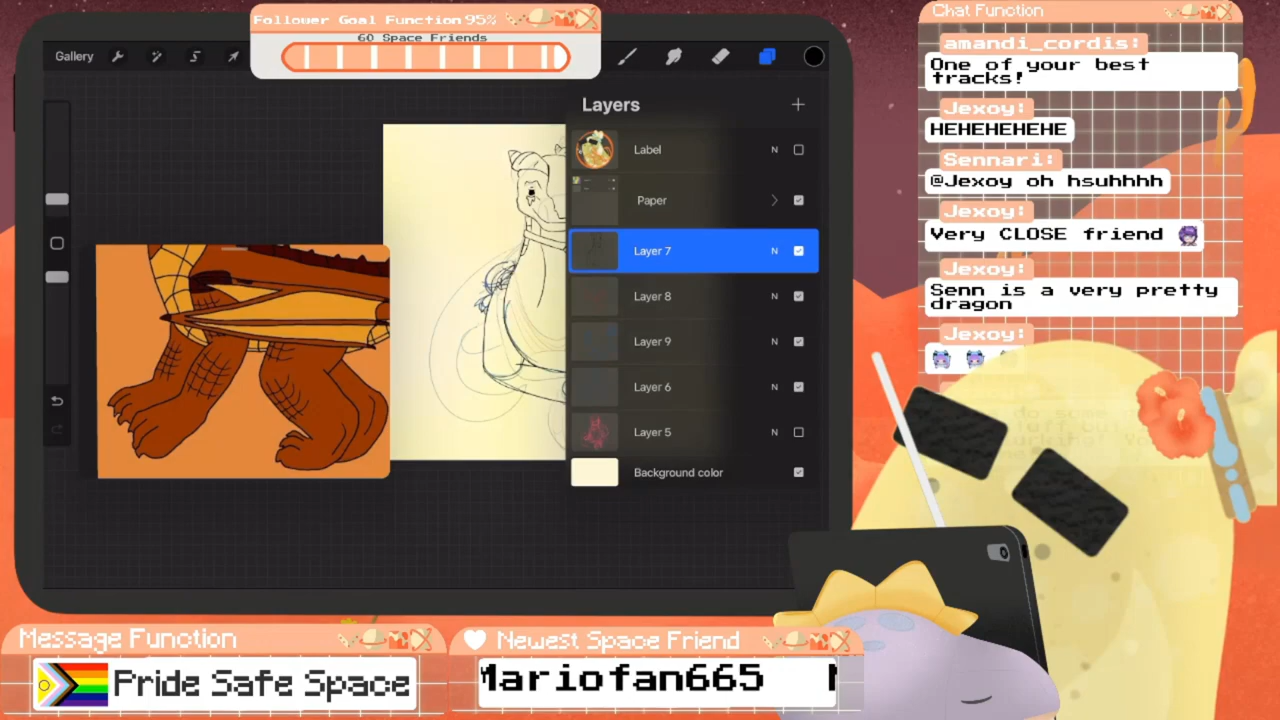 Follower Goal Function 95%
60 Space Friends
Gallery
Layers
Label N
Paper
Layer 7 N
Layer 8 N
Layer 9 N
Layer 6 N
Layer 5 N
Background color
Chat Function
amandi_cordis:
One of your best
tracks!
Jexoy:
HEHEHEHEHE
Sennari:
@Jexoy oh hsuhhhh
Jexoy:
Very CLOSE friend
Jexoy:
Senn is a very pretty
dragon
Jexoy:
Message Function
Pride Safe Space
Newest Space Friend
Mariofan665